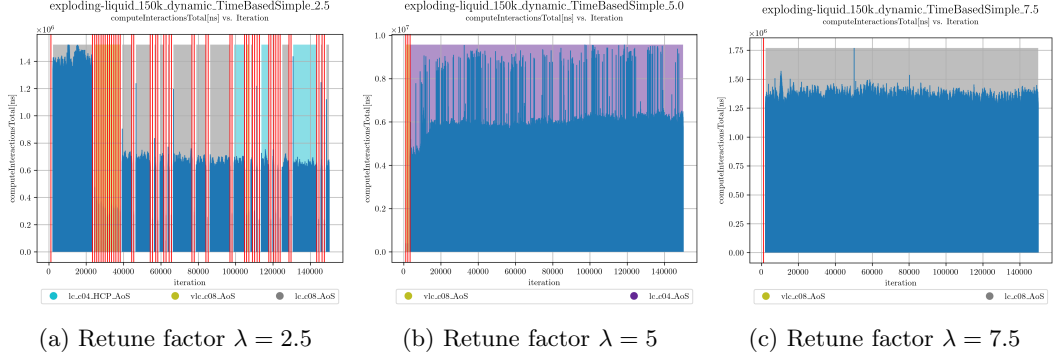 exploding-liquid_150k_dynamic_TimeBasedSimple_2.5
computeInteractionsTotal[ns] vs. Iteration
1e6
1.4
1.2
1.0
0.8
0.6
0.4
0.2
0.0
computeInteractionsTotal[ns]
0
20000
40000
60000
80000
100000
120000
140000
iteration
lc_c04_HCP_AoS
vlc_c08_AoS
lc_c08_AoS
(a) Retune factor λ = 2.5
exploding-liquid_150k_dynamic_TimeBasedSimple_5.0
computeInteractionsTotal[ns] vs. Iteration
1e7
1.0
0.8
0.6
0.4
0.2
0.0
computeInteractionsTotal[ns]
0
20000
40000
60000
80000
100000
120000
140000
iteration
vlc_c08_AoS
lc_c04_AoS
(b) Retune factor λ = 5
exploding-liquid_150k_dynamic_TimeBasedSimple_7.5
computeInteractionsTotal[ns] vs. Iteration
1e6
1.75
1.50
1.25
1.00
0.75
0.50
0.25
0.00
computeInteractionsTotal[ns]
0
20000
40000
60000
80000
100000
120000
140000
iteration
vlc_c08_AoS
lc_c08_AoS
(c) Retune factor λ = 7.5